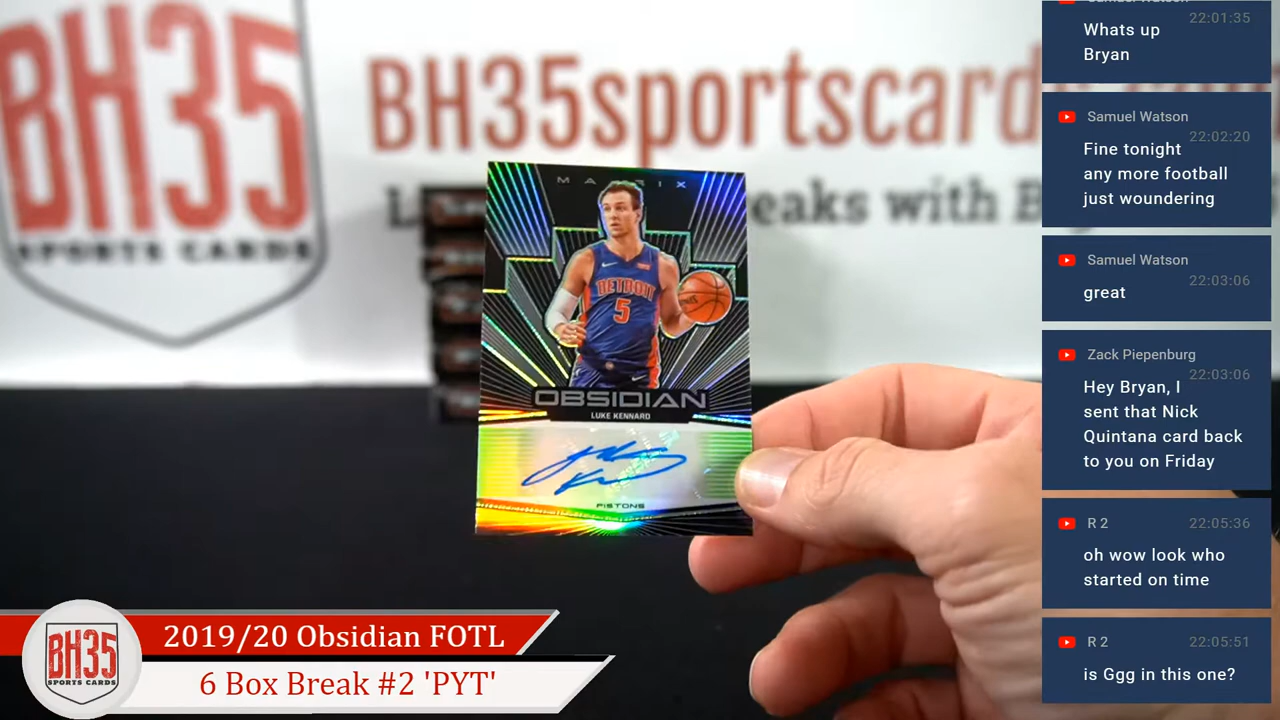 BH35
SPORTS CARDS
BH35sportscard
eaks with
MATRIX
DETROIT
5
OBSIDIAN
LUKE KENNARD
PISTONS
BH35
SPORTS CARDS
2019/20 Obsidian FOTL
6 Box Break #2 'PYT'
22:01:35
Whats up
Bryan
Samuel Watson
22:02:20
Fine tonight
any more football
just woundering
Samuel Watson
22:03:06
great
Zack Piepenburg
22:03:06
Hey Bryan, I
sent that Nick
Quintana card back
to you on Friday
R 2 22:05:36
oh wow look who
started on time
R 2 22:05:51
is Ggg in this one?